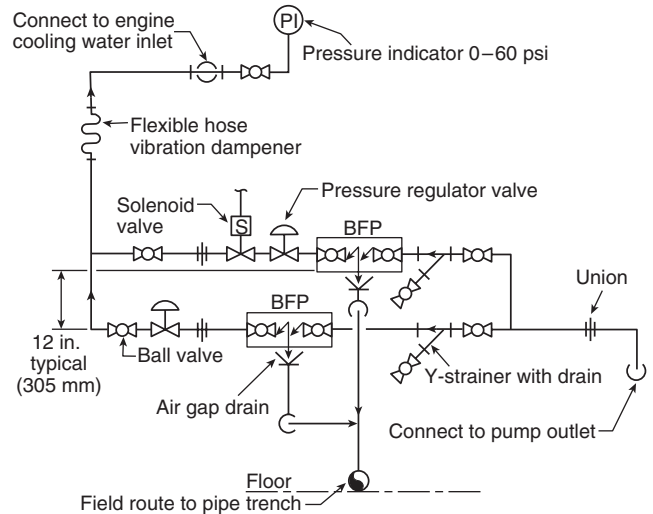 Connect to engine
cooling water inlet
PI
Pressure indicator 0–60 psi
Flexible hose
vibration dampener
Solenoid
valve
S
Pressure regulator valve
BFP
BFP
Union
12 in.
typical
(305 mm)
Ball valve
Air gap drain
Y-strainer with drain
Connect to pump outlet
Floor
Field route to pipe trench